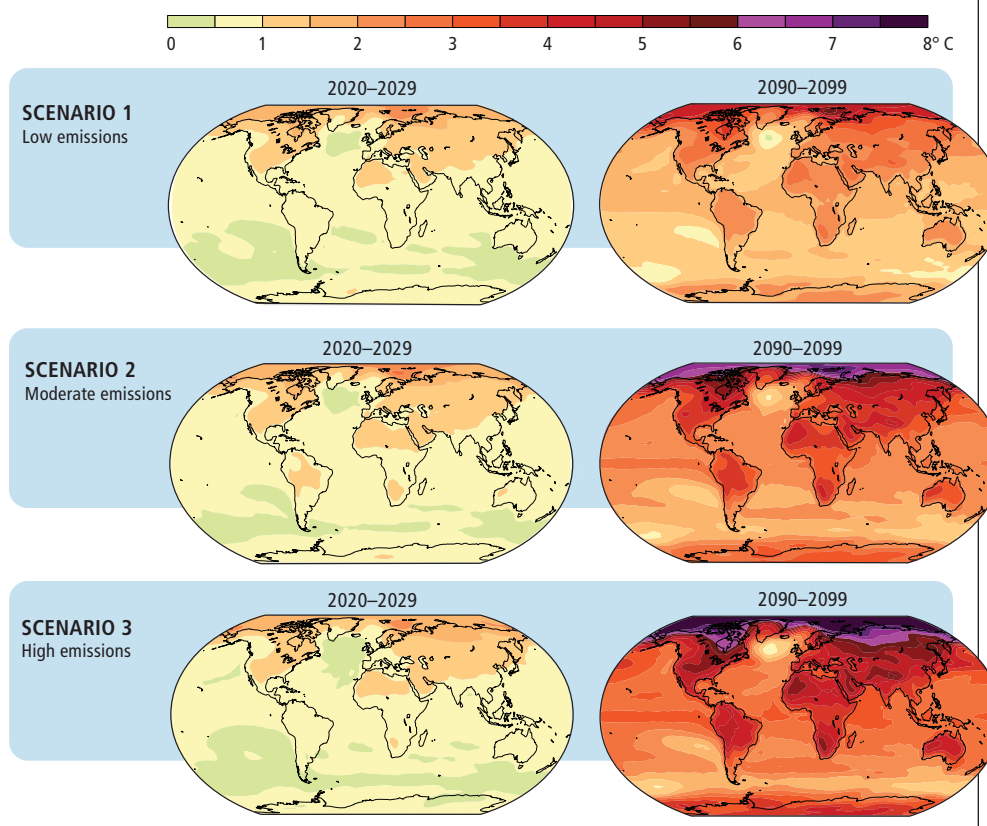 0 1 2 3 4 5 6 7 8° C
SCENARIO 1
Low emissions
2020–2029
2090–2099
SCENARIO 2
Moderate emissions
2020–2029
2090–2099
SCENARIO 3
High emissions
2020–2029
2090–2099